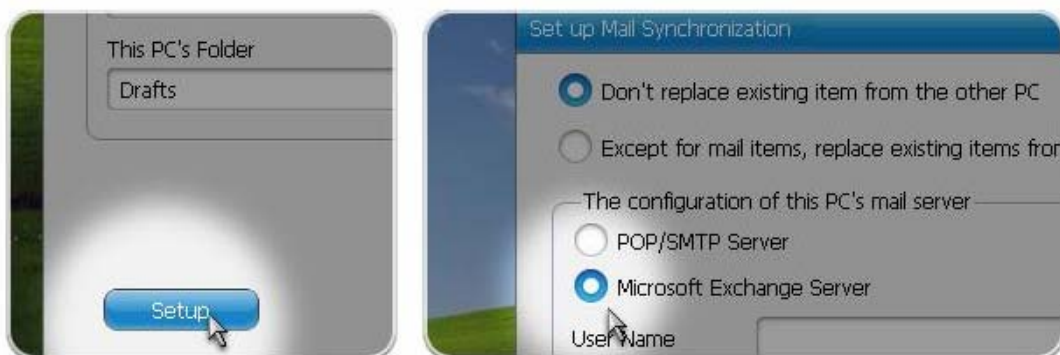 This PC's Folder
Drafts
Setup
Set up Mail Synchronization
Don't replace existing item from the other PC
Except for mail items, replace existing items from
The configuration of this PC's mail server
POP/SMTP Server
Microsoft Exchange Server
User Name